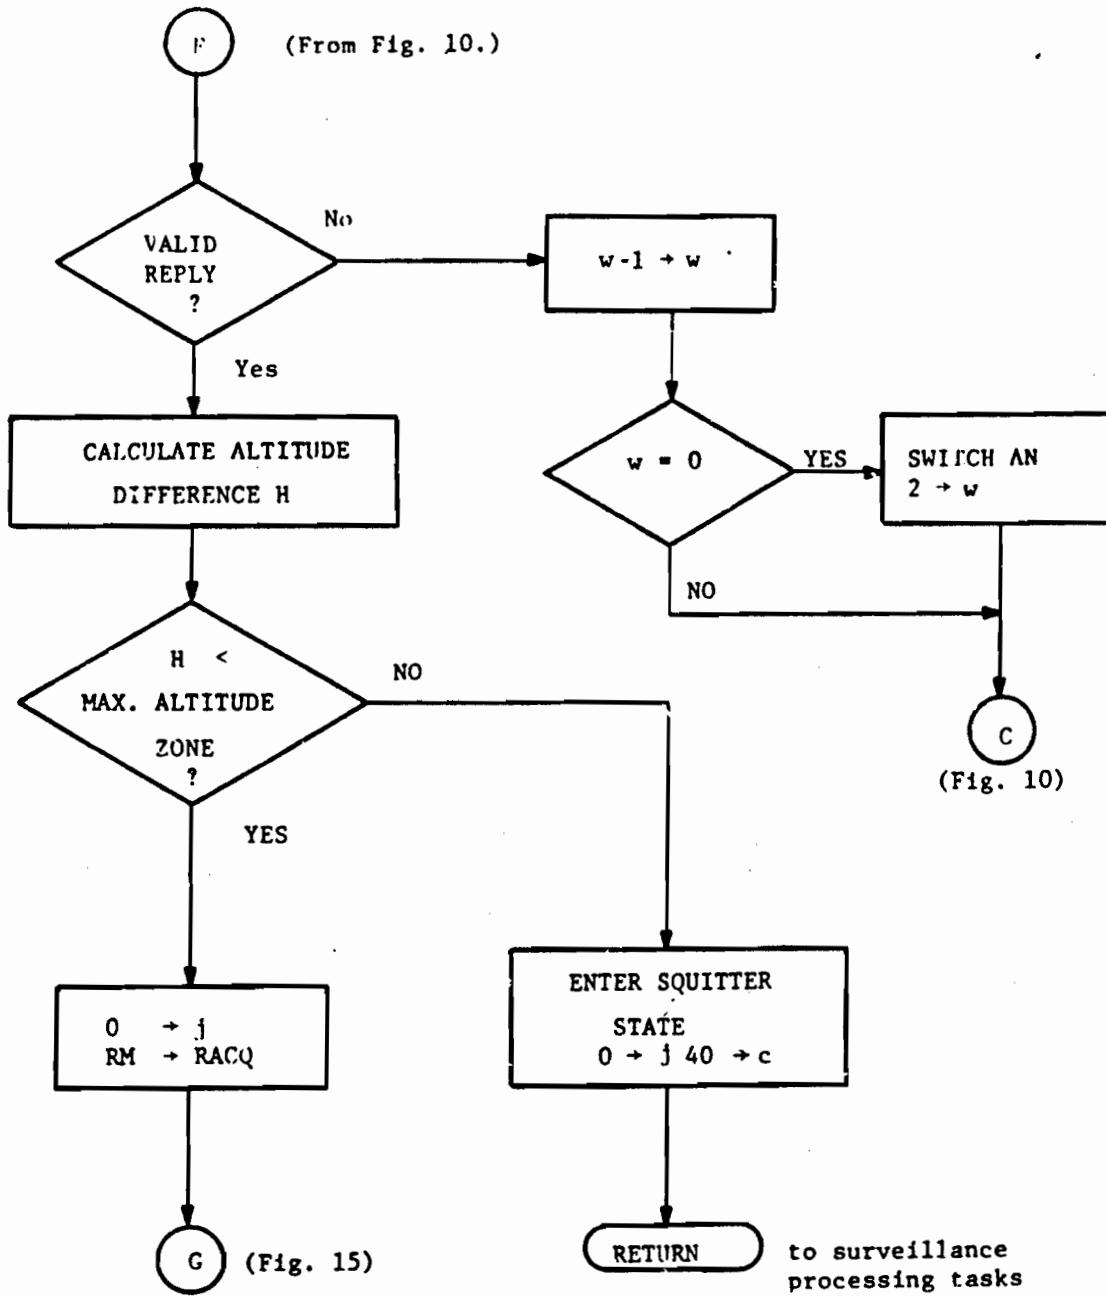 F (From Fig. 10.)
VALID
REPLY
?
No
w-1 → w
Yes
CALCULATE ALTITUDE
DIFFERENCE H
w = 0
YES
SWITCH AN
2 → w
NO
H <
MAX. ALTITUDE
ZONE
?
NO
C
(Fig. 10)
YES
0 → j
RM → RACQ
ENTER SQUITTER
STATE
0 → j 40 → c
G (Fig. 15)
RETURN
to surveillance
processing tasks